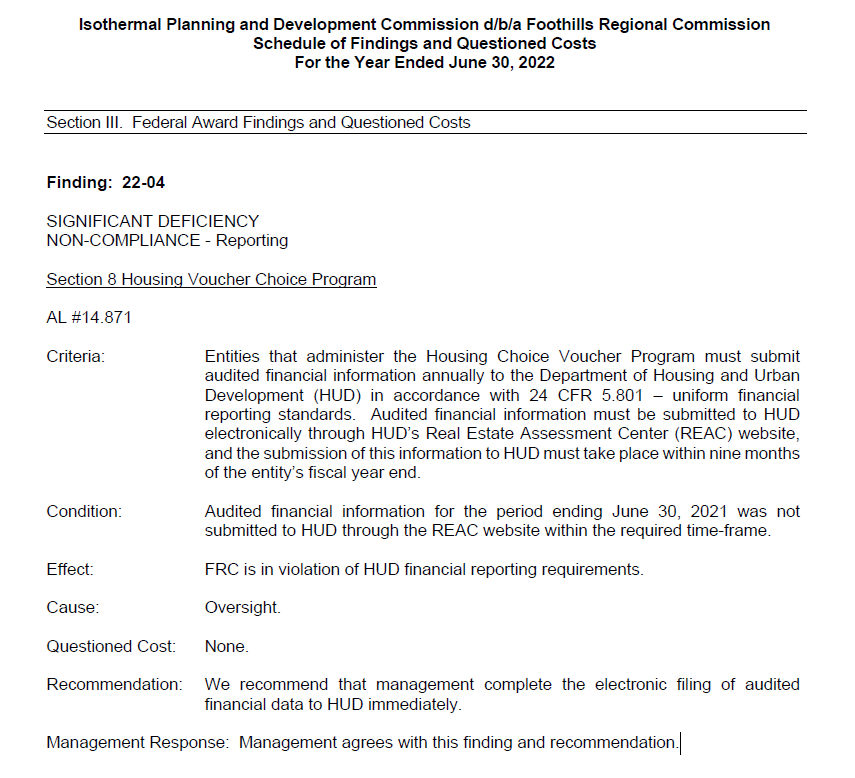 Isothermal Planning and Development Commission d/b/a Foothills Regional Commission
Schedule of Findings and Questioned Costs
For the Year Ended June 30, 2022
Section III.  Federal Award Findings and Questioned Costs
Finding:  22-04
SIGNIFICANT DEFICIENCY
NON-COMPLIANCE - Reporting
Section 8 Housing Voucher Choice Program
AL #14.871
Criteria: Entities that administer the Housing Choice Voucher Program must submit
audited financial information annually to the Department of Housing and Urban
Development (HUD) in accordance with 24 CFR 5.801 – uniform financial
reporting standards.  Audited financial information must be submitted to HUD
electronically through HUD's Real Estate Assessment Center (REAC) website,
and the submission of this information to HUD must take place within nine months
of the entity's fiscal year end.
Condition: Audited financial information for the period ending June 30, 2021 was not
submitted to HUD through the REAC website within the required time-frame.
Effect: FRC is in violation of HUD financial reporting requirements.
Cause: Oversight.
Questioned Cost: None.
Recommendation: We recommend that management complete the electronic filing of audited
financial data to HUD immediately.
Management Response:  Management agrees with this finding and recommendation.